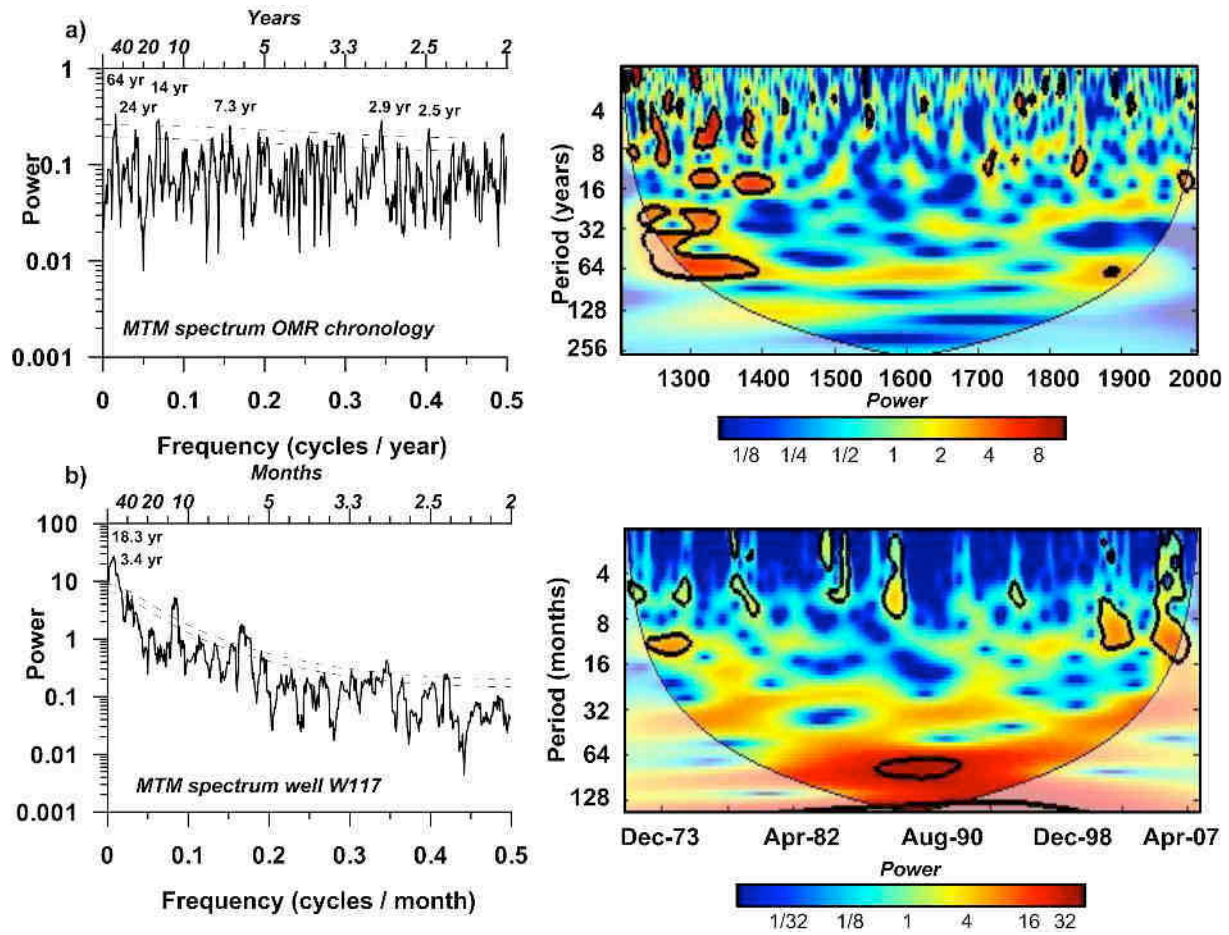 a)
Years
40 20 10 5 3.3 2.5 2
1
0.1
0.01
0.001
Power
64 yr
14 yr
24 yr
7.3 yr
2.9 yr
2.5 yr
MTM spectrum OMR chronology
0 0.1 0.2 0.3 0.4 0.5
Frequency (cycles / year)
Period (years)
4
8
16
32
64
128
256
1300 1400 1500 1600 1700 1800 1900 2000
Power
1/8 1/4 1/2 1 2 4 8
b)
Months
40 20 10 5 3.3 2.5 2
100
10
1
0.1
0.01
0.001
Power
18.3 yr
3.4 yr
MTM spectrum well W117
0 0.1 0.2 0.3 0.4 0.5
Frequency (cycles / month)
Period (months)
4
8
16
32
64
128
Dec-73 Apr-82 Aug-90 Dec-98 Apr-07
Power
1/32 1/8 1 4 16 32